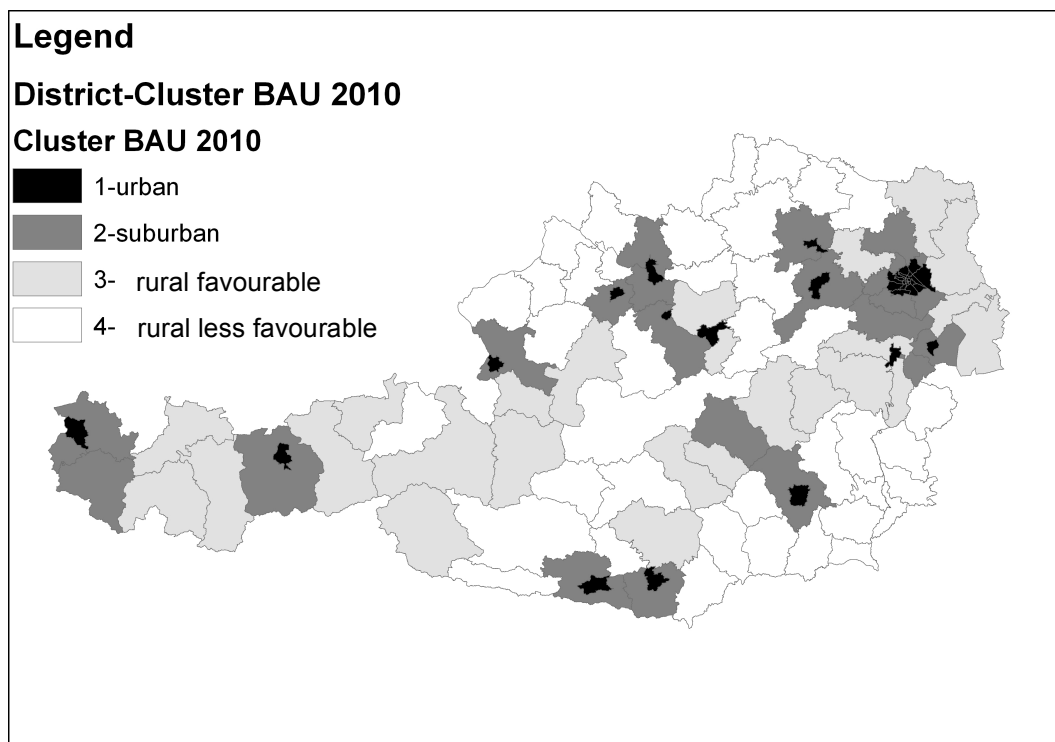 Legend
District-Cluster BAU 2010
Cluster BAU 2010
1-urban
2-suburban
3- rural favourable
4- rural less favourable